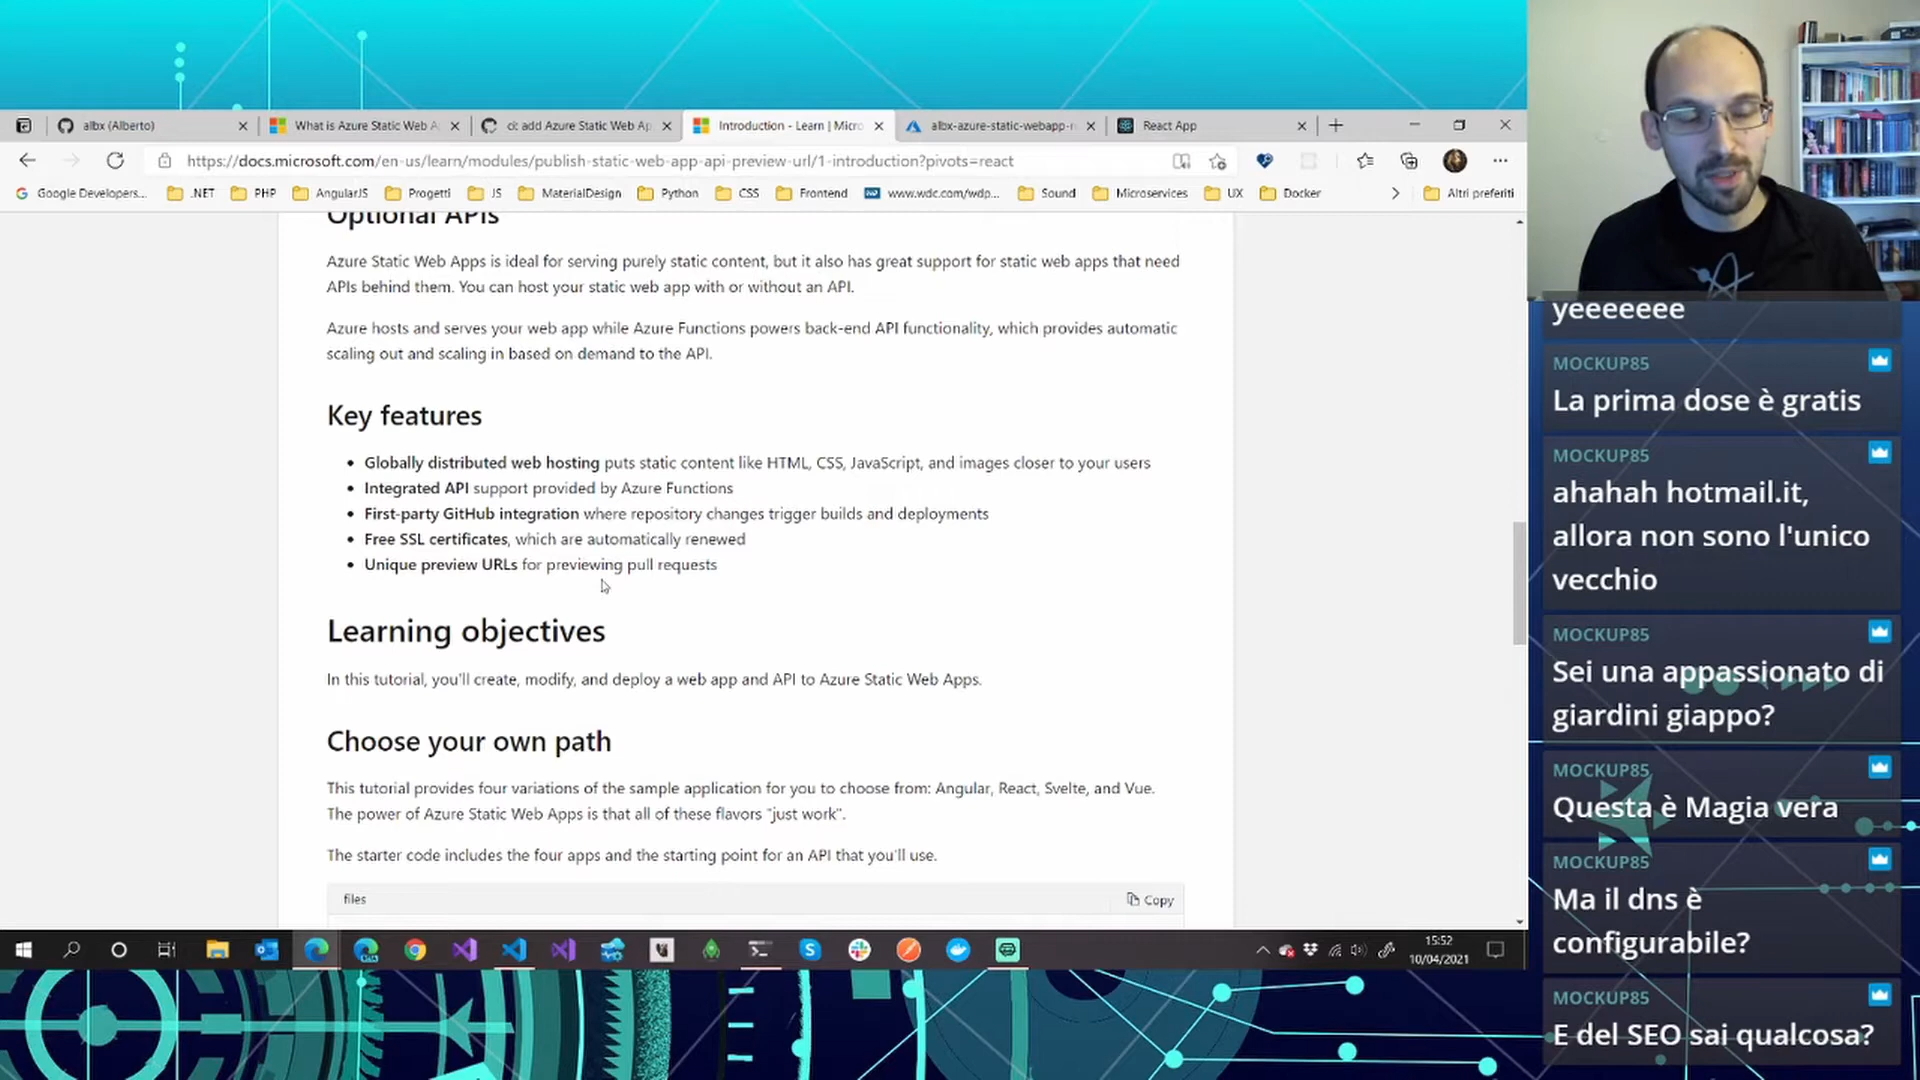 albx (Alberto)
What is Azure Static Web A
ci: add Azure Static Web Ap
Introduction - Learn | Micro
albx-azure-static-webapp-r
React App
https://docs.microsoft.com/en-us/learn/modules/publish-static-web-app-api-preview-url/1-introduction?pivots=react
Google Developers...
.NET
PHP
AngularJS
Progetti
JS
MaterialDesign
Python
CSS
Frontend
www.wdc.com/wdp...
Sound
Microservices
UX
Docker
Altri preferiti
Optional APIs
Azure Static Web Apps is ideal for serving purely static content, but it also has great support for static web apps that need
APIs behind them. You can host your static web app with or without an API.
Azure hosts and serves your web app while Azure Functions powers back-end API functionality, which provides automatic
scaling out and scaling in based on demand to the API.
Key features
• Globally distributed web hosting puts static content like HTML, CSS, JavaScript, and images closer to your users
• Integrated API support provided by Azure Functions
• First-party GitHub integration where repository changes trigger builds and deployments
• Free SSL certificates, which are automatically renewed
• Unique preview URLs for previewing pull requests
Learning objectives
In this tutorial, you'll create, modify, and deploy a web app and API to Azure Static Web Apps.
Choose your own path
This tutorial provides four variations of the sample application for you to choose from: Angular, React, Svelte, and Vue.
The power of Azure Static Web Apps is that all of these flavors "just work".
The starter code includes the four apps and the starting point for an API that you'll use.
files
Copy
15:52
10/04/2021
yeeeeeee
MOCKUP85
La prima dose è gratis
MOCKUP85
ahahah hotmail.it,
allora non sono l'unico
vecchio
MOCKUP85
Sei una appassionato di
giardini giappo?
MOCKUP85
Questa è Magia vera
MOCKUP85
Ma il dns è
configurabile?
MOCKUP85
E del SEO sai qualcosa?